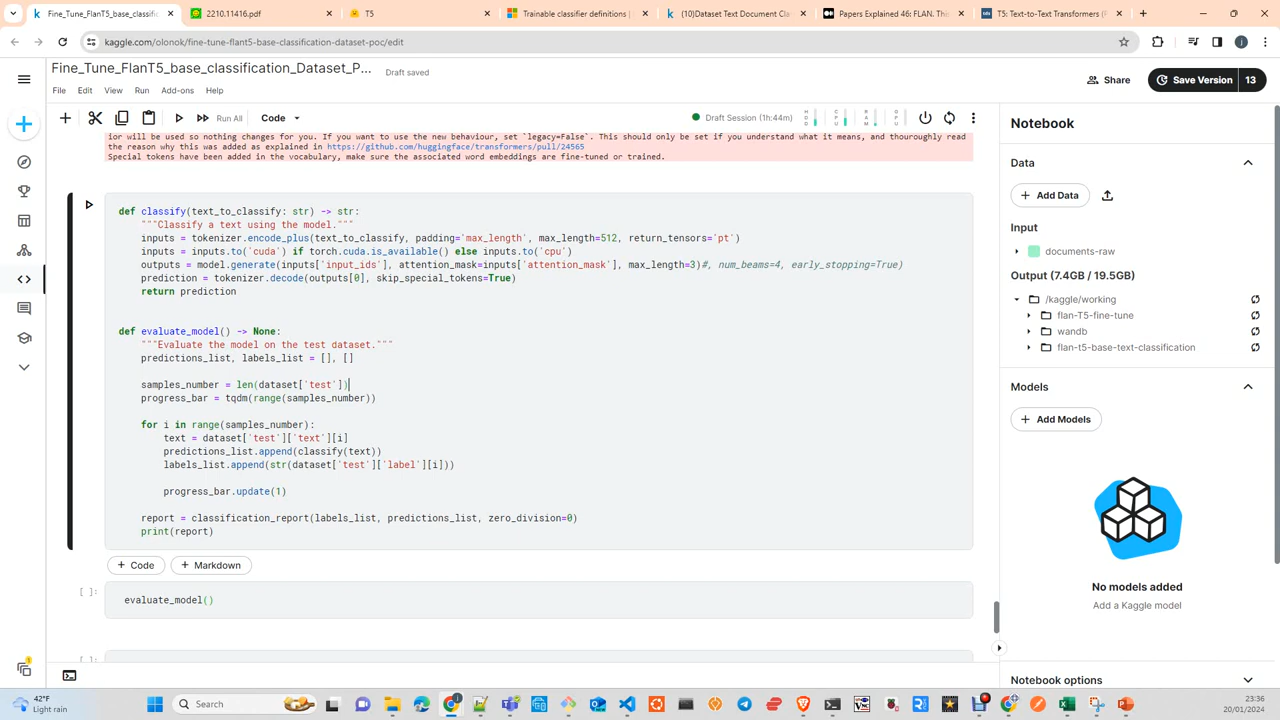 Fine_Tune_FlanT5_base_classif
2210.11416.pdf
T5
Trainable classifier definitions |
(10)Dataset Text Document Clas
Papers Explained 46: FLAN. Th
T5: Text-to-Text Transformers (P
kaggle.com/olonok/fine-tune-flant5-base-classification-dataset-poc/edit
Fine_Tune_FlanT5_base_classification_Dataset_P... Draft saved
File Edit View Run Add-ons Help
Share
Save Version 13
Run All Code
Draft Session (1h:44m)
ior will be used so nothing changes for you. If you want to use the new behaviour, set `legacy=False`. This should only be set if you understand what it means, and thouroughly read
the reason why this was added as explained in https://github.com/huggingface/transformers/pull/24565
Special tokens have been added in the vocabulary, make sure the associated word embeddings are fine-tuned or trained.
def classify(text_to_classify: str) -> str:
"""Classify a text using the model."""
inputs = tokenizer.encode_plus(text_to_classify, padding='max_length', max_length=512, return_tensors='pt')
inputs = inputs.to('cuda') if torch.cuda.is_available() else inputs.to('cpu')
outputs = model.generate(inputs['input_ids'], attention_mask=inputs['attention_mask'], max_length=3)#, num_beams=4, early_stopping=True)
prediction = tokenizer.decode(outputs[0], skip_special_tokens=True)
return prediction
def evaluate_model() -> None:
"""Evaluate the model on the test dataset."""
predictions_list, labels_list = [], []
samples_number = len(dataset['test'])
progress_bar = tqdm(range(samples_number))
for i in range(samples_number):
text = dataset['test']['text'][i]
predictions_list.append(classify(text))
labels_list.append(str(dataset['test']['label'][i]))
progress_bar.update(1)
report = classification_report(labels_list, predictions_list, zero_division=0)
print(report)
+ Code + Markdown
[ ]: evaluate_model()
[ ]:
Notebook
Data
+ Add Data
Input
documents-raw
Output (7.4GB / 19.5GB)
/kaggle/working
flan-T5-fine-tune
wandb
flan-t5-base-text-classification
Models
+ Add Models
No models added
Add a Kaggle model
Notebook options
42°F
Light rain
Search
23:36
20/01/2024